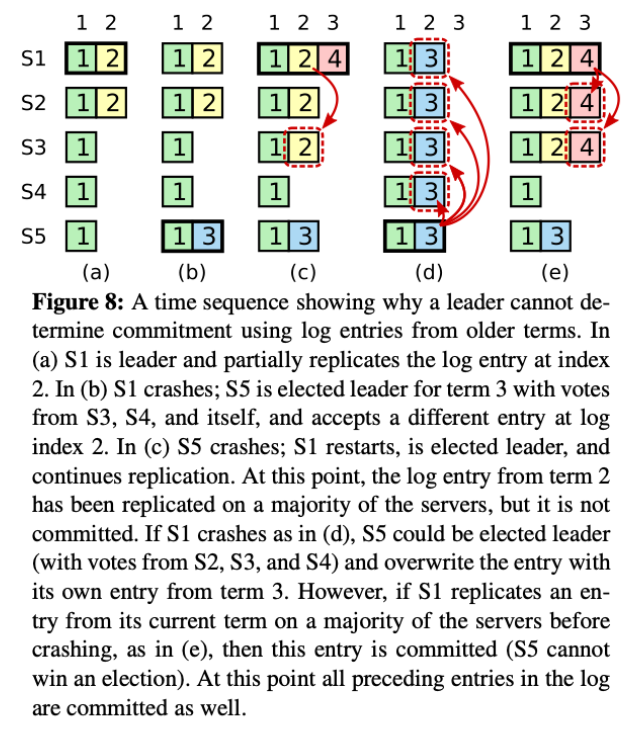 1 2 1 2 1 2 3 1 2 3 1 2 3
S1 1 2 1 2 1 2 4 1 3 1 2 4
S2 1 2 1 2 1 2 1 3 1 2 4
S3 1 1 1 2 1 3 1 2 4
S4 1 1 1 1 3 1
S5 1 1 3 1 3 1 3 1 3
(a) (b) (c) (d) (e)
Figure 8: A time sequence showing why a leader cannot de-
termine commitment using log entries from older terms. In
(a) S1 is leader and partially replicates the log entry at index
2. In (b) S1 crashes; S5 is elected leader for term 3 with votes
from S3, S4, and itself, and accepts a different entry at log
index 2. In (c) S5 crashes; S1 restarts, is elected leader, and
continues replication. At this point, the log entry from term 2
has been replicated on a majority of the servers, but it is not
committed. If S1 crashes as in (d), S5 could be elected leader
(with votes from S2, S3, and S4) and overwrite the entry with
its own entry from term 3. However, if S1 replicates an en-
try from its current term on a majority of the servers before
crashing, as in (e), then this entry is committed (S5 cannot
win an election). At this point all preceding entries in the log
are committed as well.